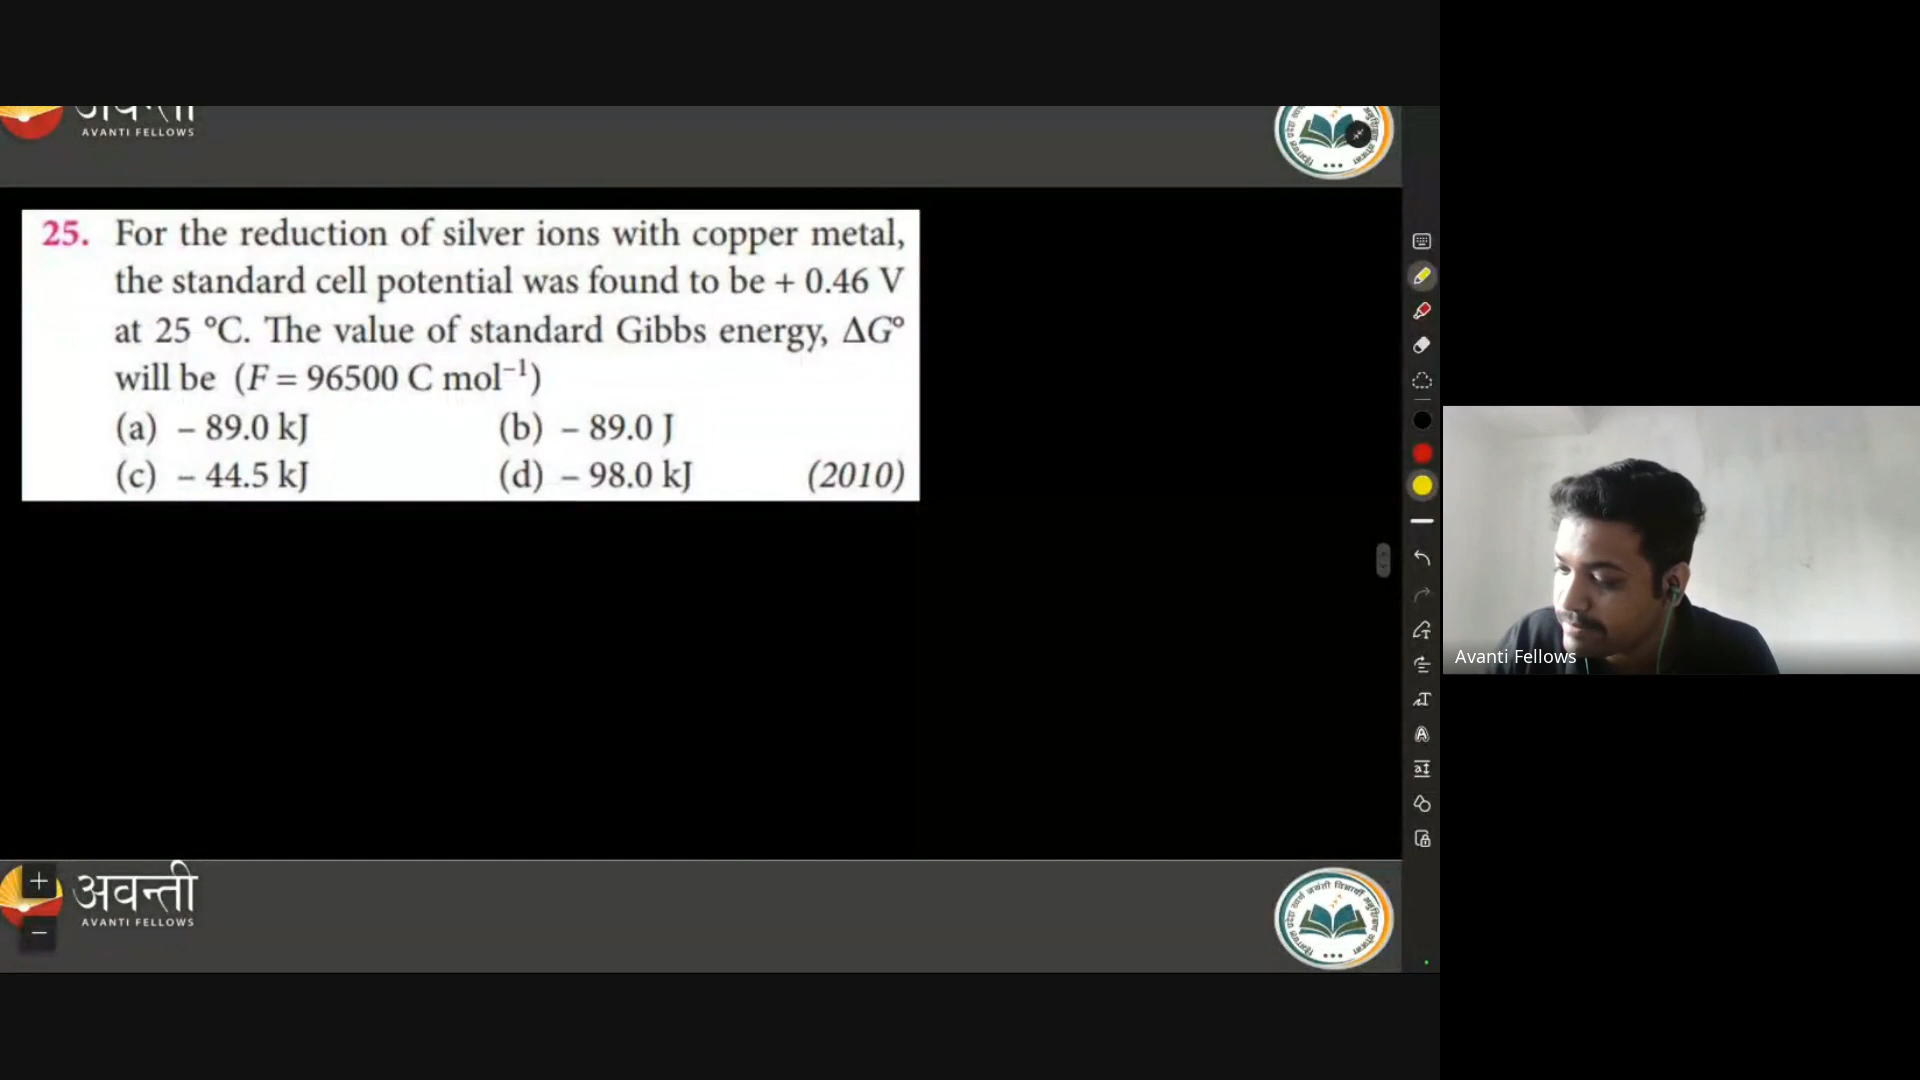 AVANTI FELLOWS
25. For the reduction of silver ions with copper metal,
the standard cell potential was found to be + 0.46 V
at 25 °C. The value of standard Gibbs energy, ΔG°
will be (F = 96500 C mol⁻¹)
(a) – 89.0 kJ (b) – 89.0 J
(c) – 44.5 kJ (d) – 98.0 kJ (2010)
Avanti Fellows
अवन्ती
AVANTI FELLOWS